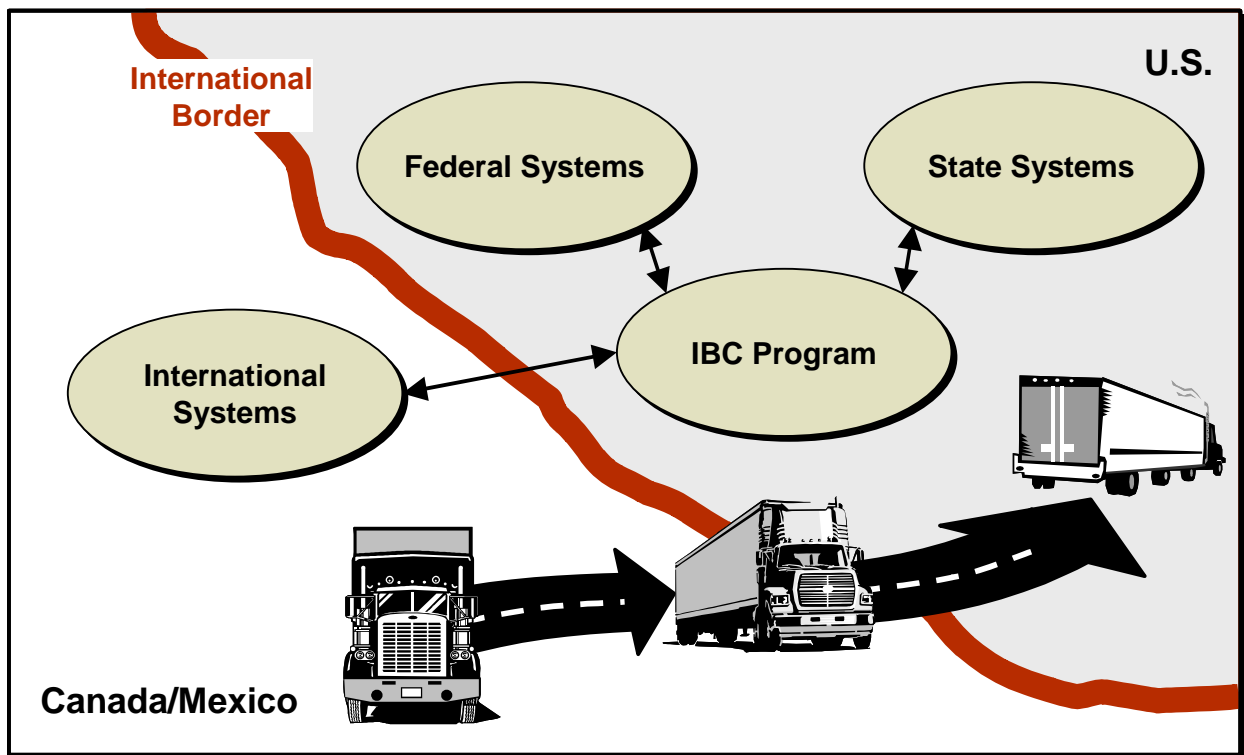 U.S.
International
Border
Federal Systems
State Systems
IBC Program
International
Systems
Canada/Mexico